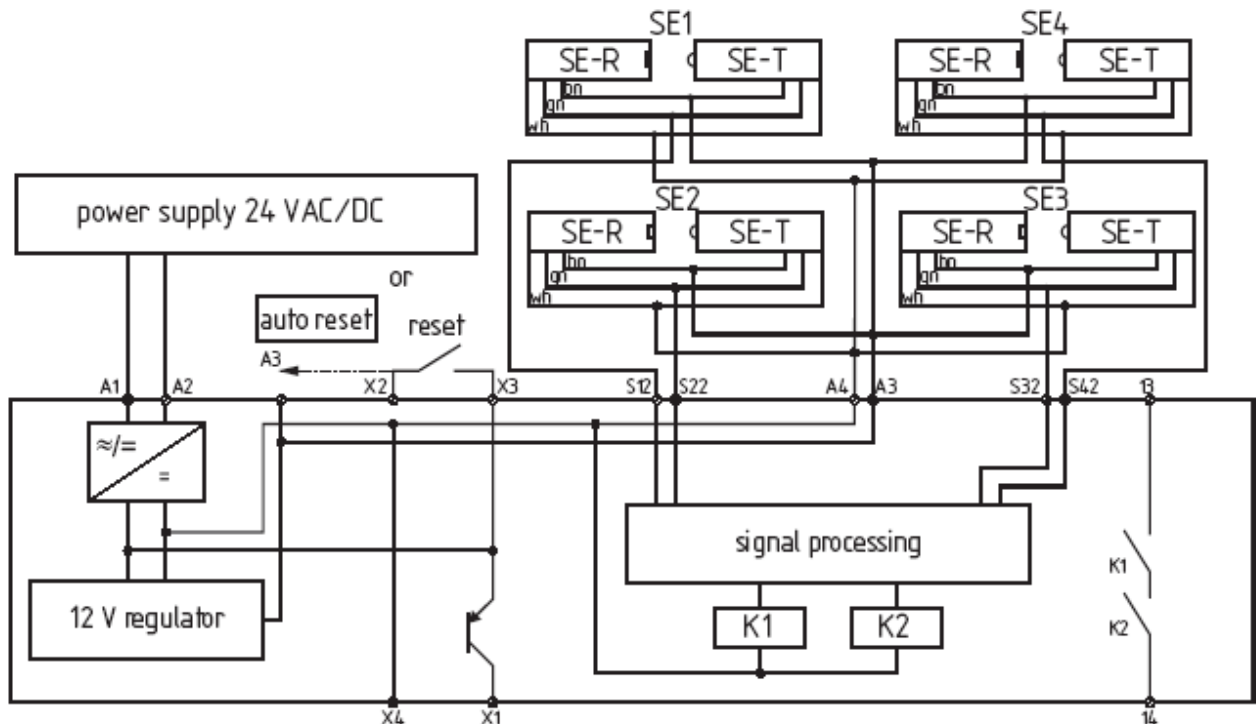 SE1 SE4
SE-R SE-T SE-R SE-T
bn bn
gn gn
wh wh
power supply 24 VAC/DC
SE2 SE3
SE-R SE-T SE-R SE-T
or
bn bn
gn gn
wh wh
auto reset reset
A3
A1 A2 X2 X3 S12 S22 A4 A3 S32 S42 13
≈/=
=
signal processing
K1
12 V regulator
K1 K2
K2
X4 X1 14